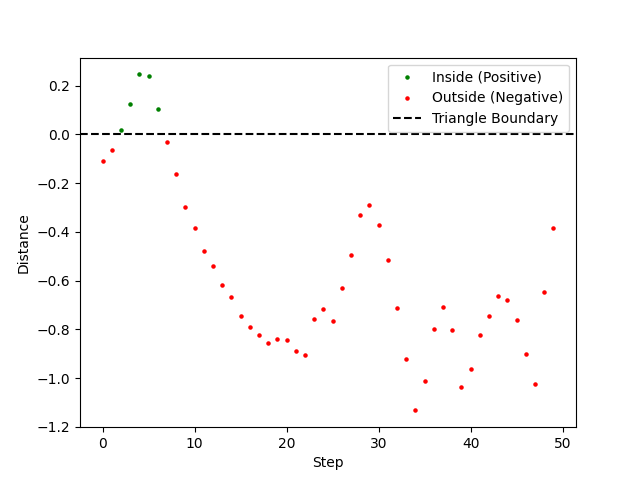 Inside (Positive)
Outside (Negative)
Triangle Boundary
0.2
0.0
−0.2
−0.4
−0.6
−0.8
−1.0
−1.2
Distance
0 10 20 30 40 50
Step